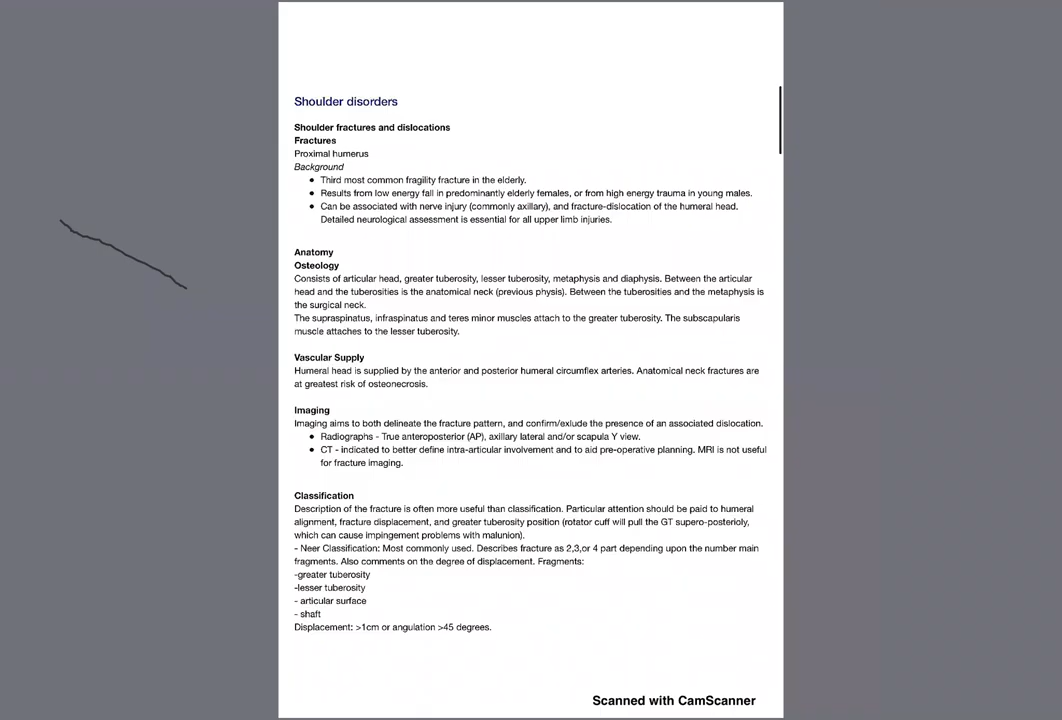 Shoulder disorders
Shoulder fractures and dislocations
Fractures
Proximal humerus
Background
• Third most common fragility fracture in the elderly.
• Results from low energy fall in predominantly elderly females, or from high energy trauma in young males.
• Can be associated with nerve injury (commonly axillary), and fracture-dislocation of the humeral head.
Detailed neurological assessment is essential for all upper limb injuries.
Anatomy
Osteology
Consists of articular head, greater tuberosity, lesser tuberosity, metaphysis and diaphysis. Between the articular
head and the tuberosities is the anatomical neck (previous physis). Between the tuberosities and the metaphysis is
the surgical neck.
The supraspinatus, infraspinatus and teres minor muscles attach to the greater tuberosity. The subscapularis
muscle attaches to the lesser tuberosity.
Vascular Supply
Humeral head is supplied by the anterior and posterior humeral circumflex arteries. Anatomical neck fractures are
at greatest risk of osteonecrosis.
Imaging
Imaging aims to both delineate the fracture pattern, and confirm/exlude the presence of an associated dislocation.
• Radiographs - True anteroposterior (AP), axillary lateral and/or scapula Y view.
• CT - indicated to better define intra-articular involvement and to aid pre-operative planning. MRI is not useful
for fracture imaging.
Classification
Description of the fracture is often more useful than classification. Particular attention should be paid to humeral
alignment, fracture displacement, and greater tuberosity position (rotator cuff will pull the GT supero-posterioly,
which can cause impingement problems with malunion).
- Neer Classification: Most commonly used. Describes fracture as 2,3,or 4 part depending upon the number main
fragments. Also comments on the degree of displacement. Fragments:
-greater tuberosity
-lesser tuberosity
- articular surface
- shaft
Displacement: >1cm or angulation >45 degrees.
Scanned with CamScanner